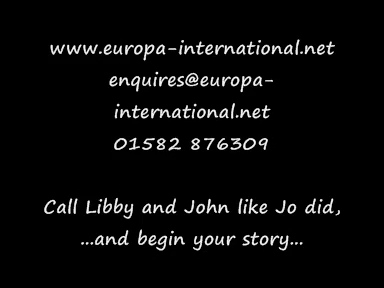 www.europa-international.net
enquires@europa-
international.net
01582 876309
Call Libby and John like Jo did,
...and begin your story...